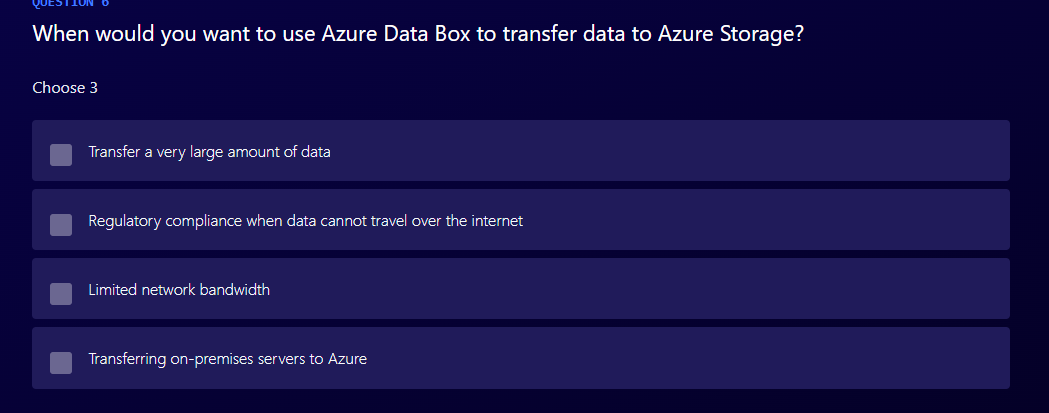 QUESTION 6
When would you want to use Azure Data Box to transfer data to Azure Storage?
Choose 3
Transfer a very large amount of data
Regulatory compliance when data cannot travel over the internet
Limited network bandwidth
Transferring on-premises servers to Azure